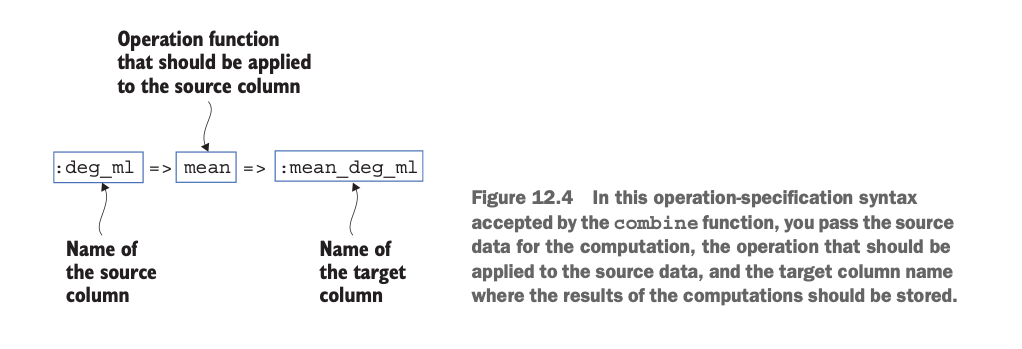 Operation function
that should be applied
to the source column
:deg_ml => mean => :mean_deg_ml
Name of
the source
column
Name of
the target
column
Figure 12.4 In this operation-specification syntax
accepted by the combine function, you pass the source
data for the computation, the operation that should be
applied to the source data, and the target column name
where the results of the computations should be stored.